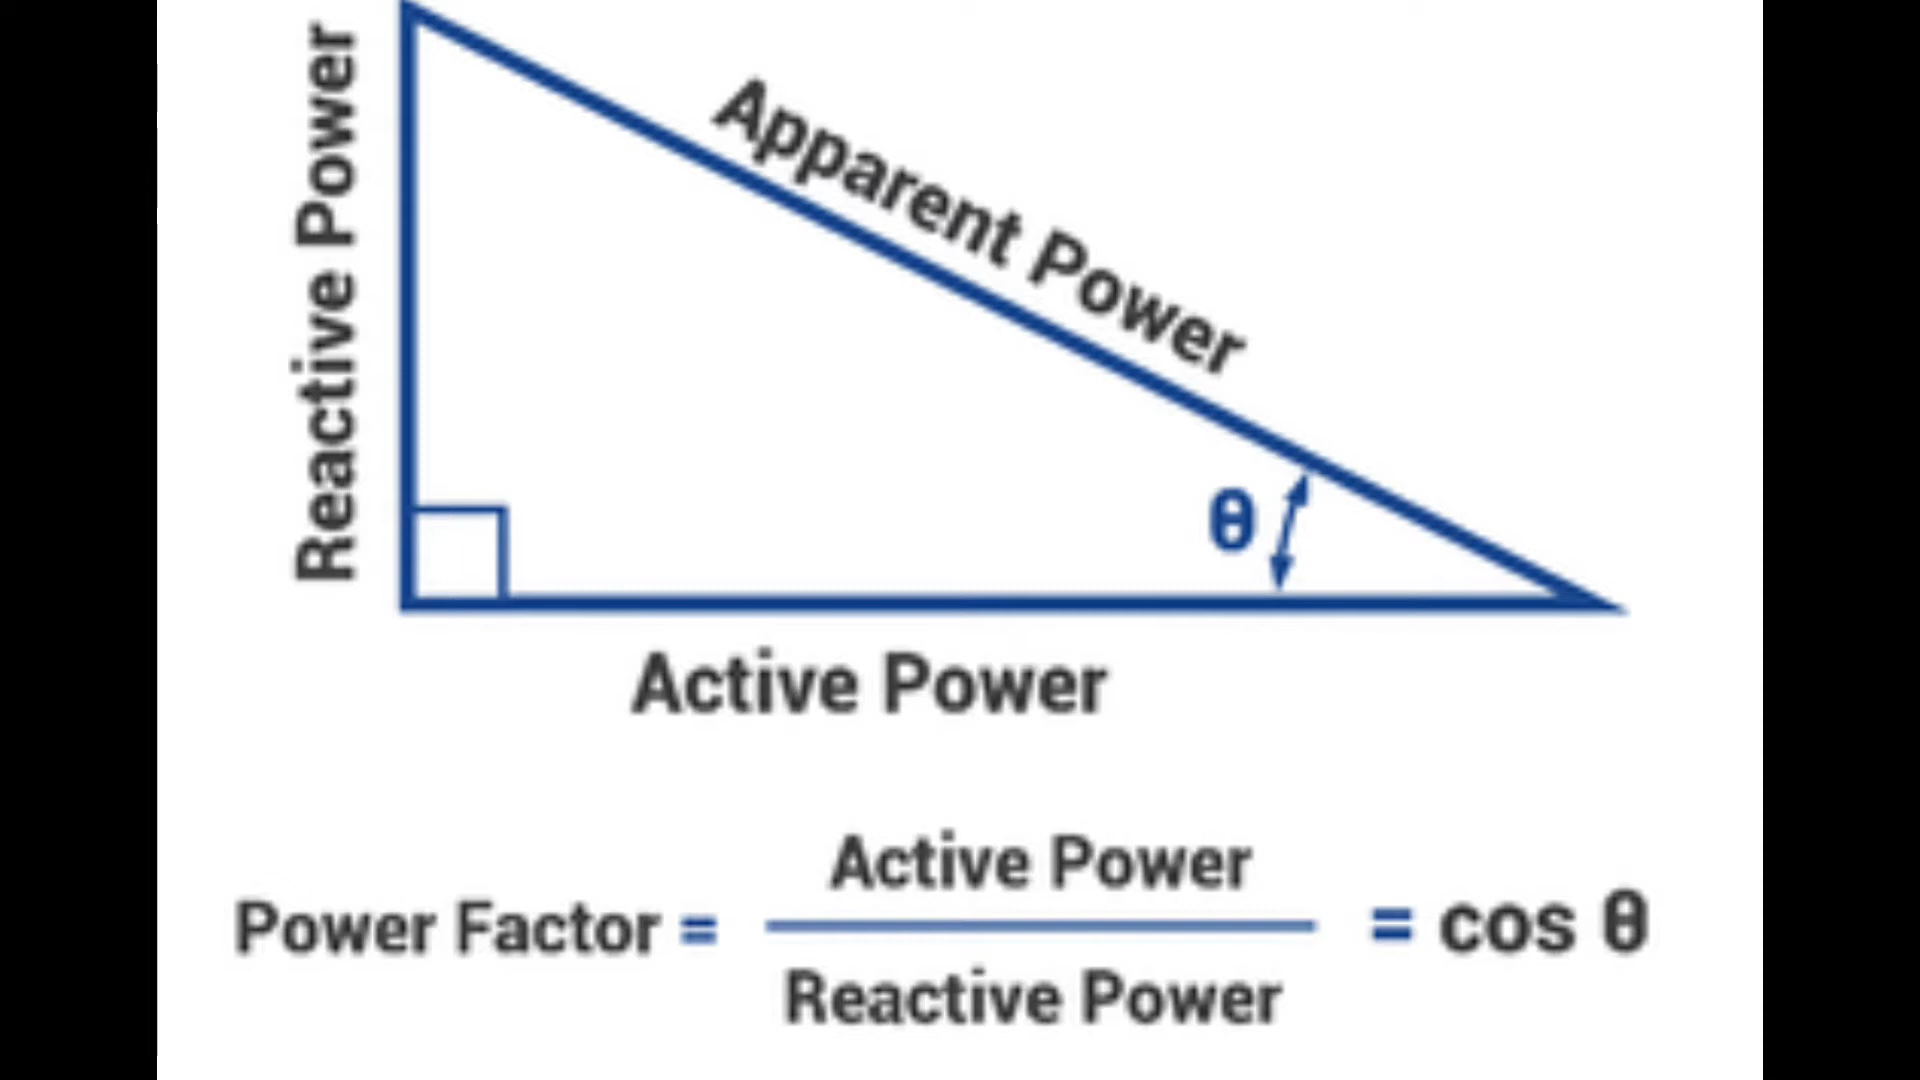 Reactive Power
Apparent Power
θ
Active Power
Active Power
Power Factor = = cos θ
Reactive Power